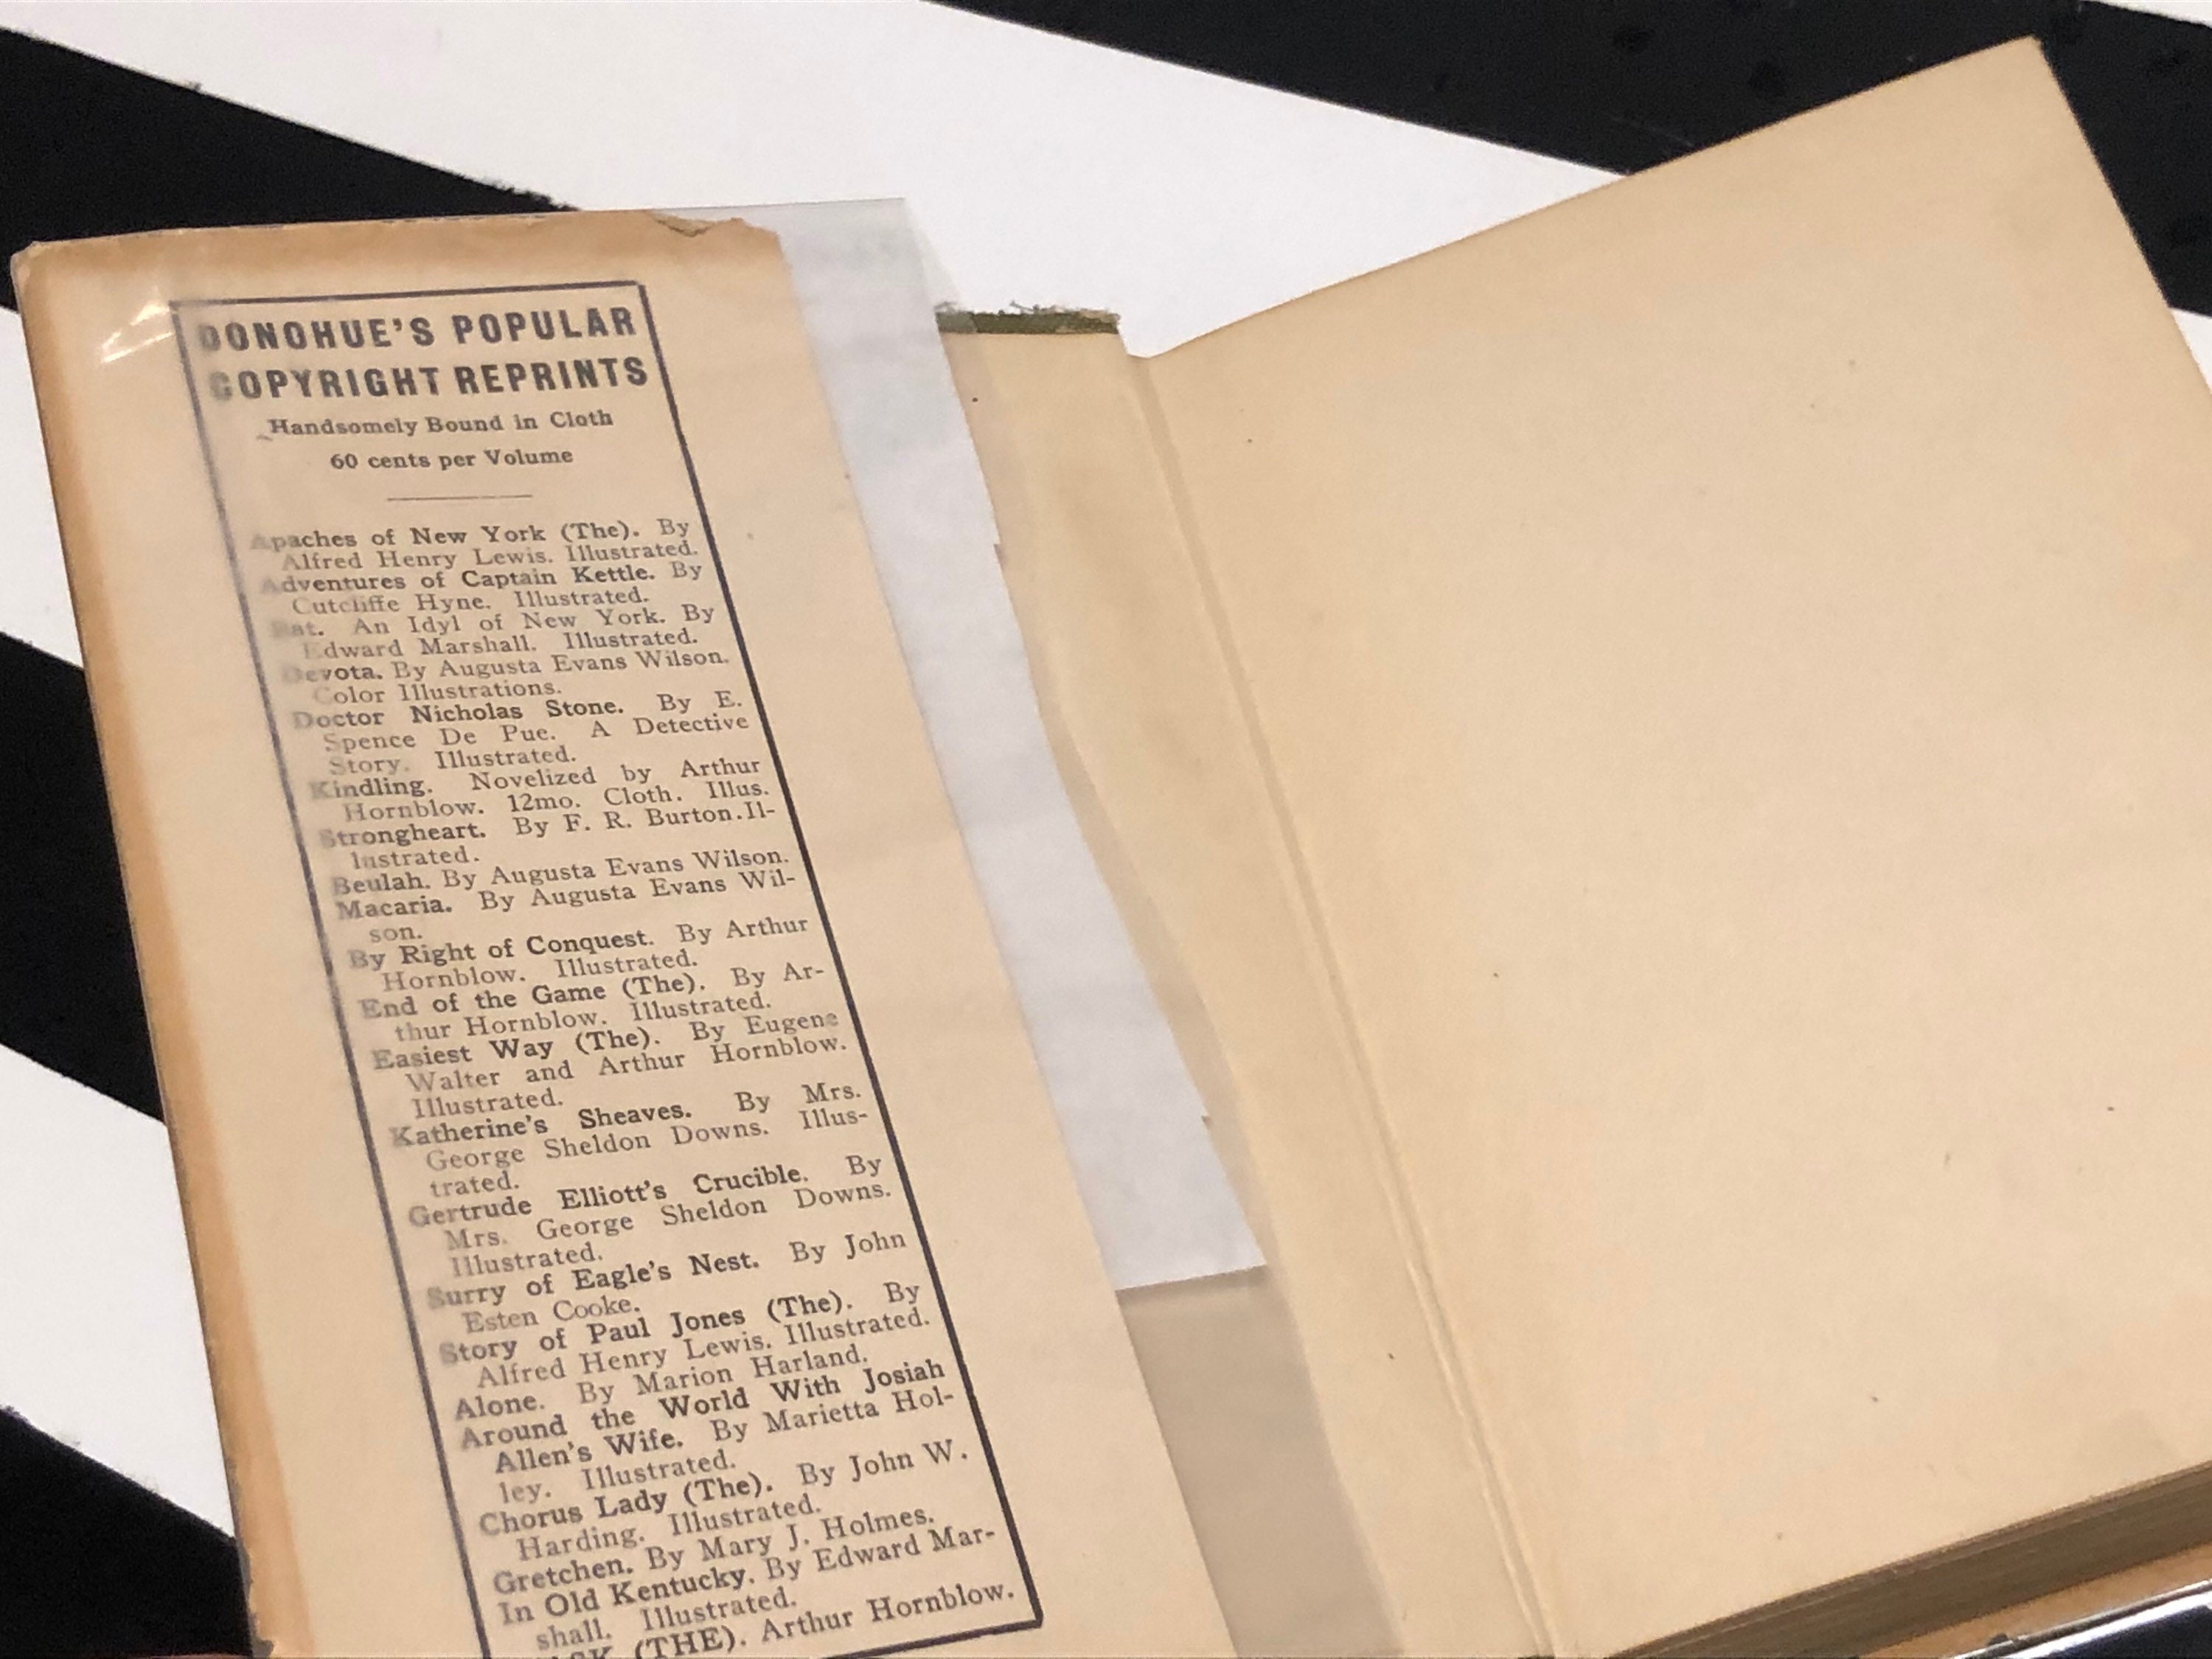 DONOHUE'S POPULAR
COPYRIGHT REPRINTS
Handsomely Bound in Cloth
60 cents per Volume
Apaches of New York (The). By
Alfred Henry Lewis. Illustrated.
Adventures of Captain Kettle. By
Cutcliffe Hyne. Illustrated.
Bat. An Idyl of New York. By
Edward Marshall. Illustrated.
Devota. By Augusta Evans Wilson.
Color Illustrations.
Doctor Nicholas Stone. By E.
Spence De Pue. A Detective
Story. Illustrated.
Kindling. Novelized by Arthur
Hornblow. 12mo. Cloth. Illus.
Strongheart. By F. R. Burton. Il-
lustrated.
Beulah. By Augusta Evans Wilson.
Macaria. By Augusta Evans Wil-
son.
By Right of Conquest. By Arthur
Hornblow. Illustrated.
End of the Game (The). By Ar-
thur Hornblow. Illustrated.
Easiest Way (The). By Eugene
Walter and Arthur Hornblow.
Illustrated.
Katherine's Sheaves. By Mrs.
George Sheldon Downs. Illus-
trated.
Gertrude Elliott's Crucible. By
Mrs. George Sheldon Downs.
Illustrated.
Surry of Eagle's Nest. By John
Esten Cooke.
Story of Paul Jones (The). By
Alfred Henry Lewis. Illustrated.
Alone. By Marion Harland.
Around the World With Josiah
Allen's Wife. By Marietta Hol-
ley. Illustrated.
Chorus Lady (The). By John W.
Harding. Illustrated.
Gretchen. By Mary J. Holmes.
In Old Kentucky. By Edward Mar-
shall. Illustrated.
(THE). Arthur Hornblow.